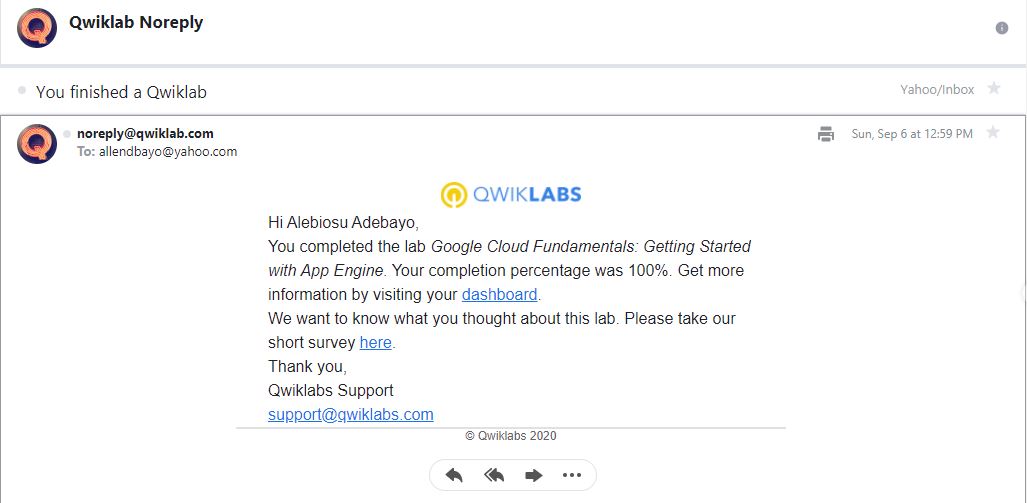 Qwiklab Noreply
You finished a Qwiklab
Yahoo/Inbox
noreply@qwiklab.com
Sun, Sep 6 at 12:59 PM
To: allendbayo@yahoo.com
QWIKLABS
Hi Alebiosu Adebayo,
You completed the lab Google Cloud Fundamentals: Getting Started
with App Engine. Your completion percentage was 100%. Get more
information by visiting your dashboard.
We want to know what you thought about this lab. Please take our
short survey here.
Thank you,
Qwiklabs Support
support@qwiklabs.com
© Qwiklabs 2020